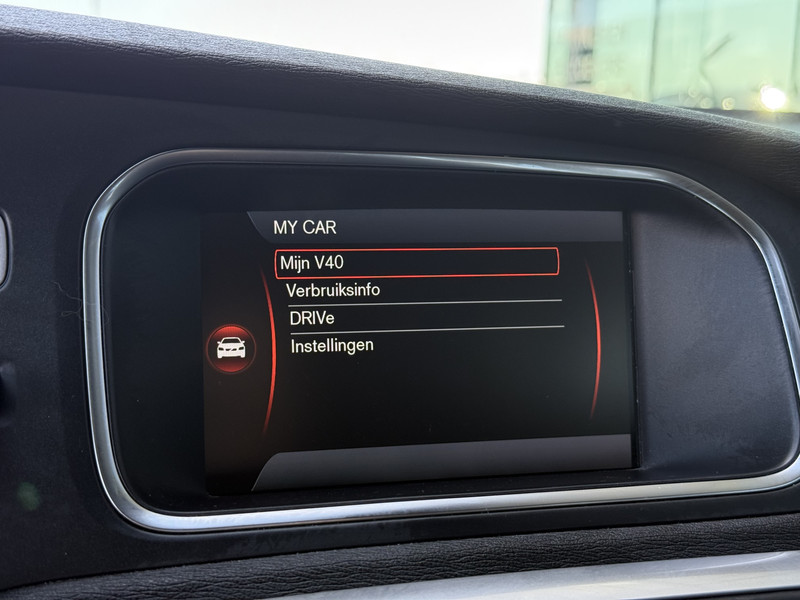 MY CAR
Mijn V40
Verbruiksinfo
DRIVe
Instellingen